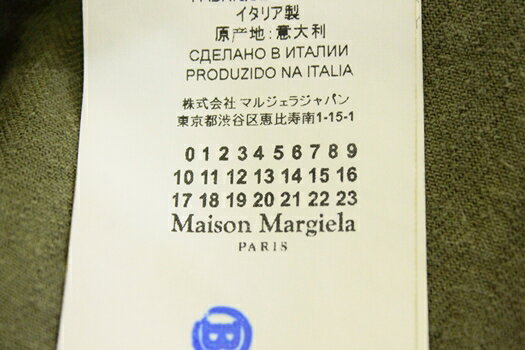 イタリア製
原产地:意大利
СДЕЛАНО В ИТАЛИИ
PRODUZIDO NA ITALIA
株式会社 マルジェラジャパン
東京都渋谷区恵比寿南1-15-1
0 1 2 3 4 5 6 7 8 9
10 11 12 13 14 15 16
17 18 19 20 21 22 23
Maison Margiela
PARIS